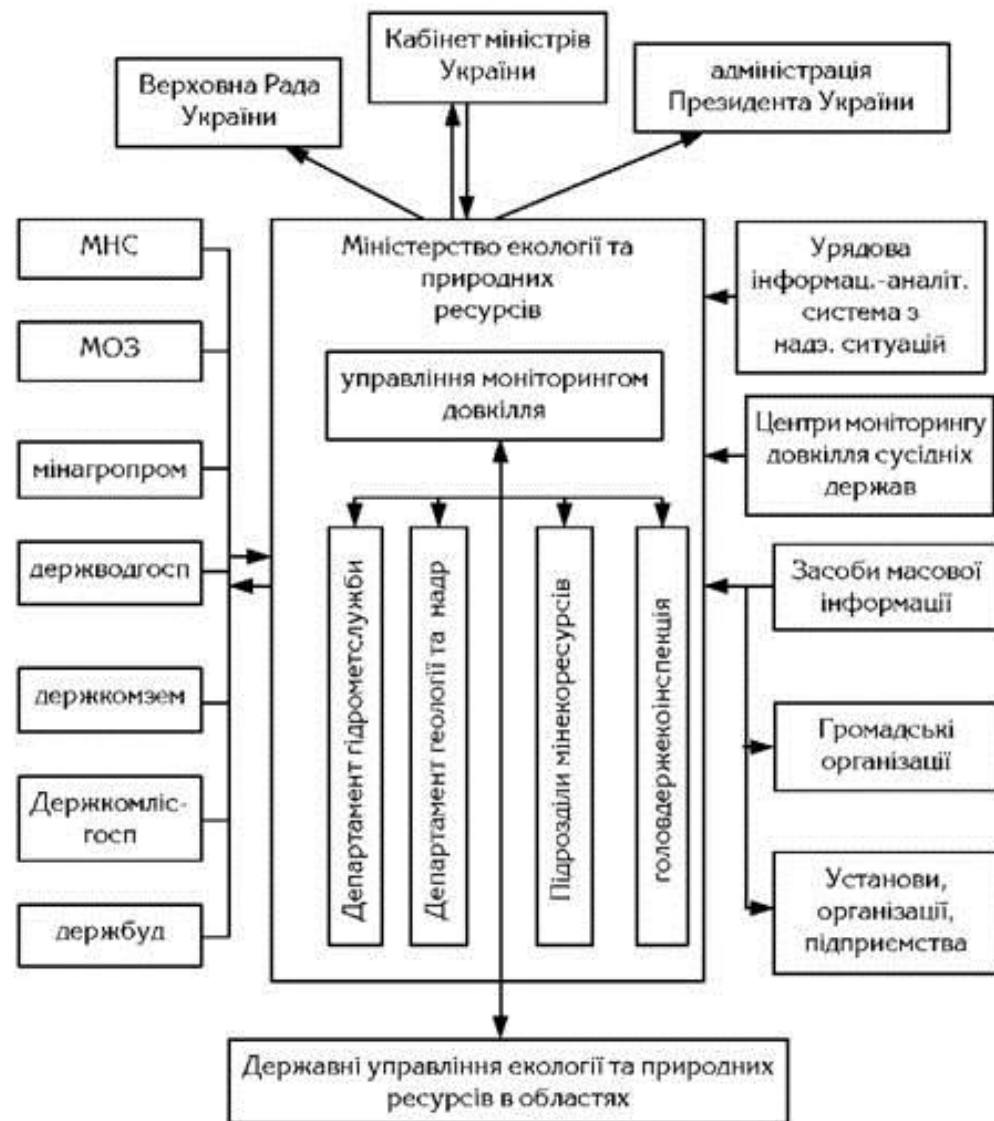 Кабінет міністрів
України
Верховна Рада
України
адміністрація
Президента України
МНС
МОЗ
мінагропром
держводгосп
держкомзем
Держкомліс-
госп
держбуд
Міністерство екології та
природних
ресурсів
управління моніторингом
довкілля
Департамент гідрометслужби
Департамент геології та надр
Підрозділи мінекоресурсів
головдержекоінспекція
Урядова
інформац.-аналіт.
система з
надз. ситуацій
Центри моніторингу
довкілля сусідніх
держав
Засоби масової
інформації
Громадські
організації
Установи,
організації,
підприємства
Державні управління екології та природних
ресурсів в областях